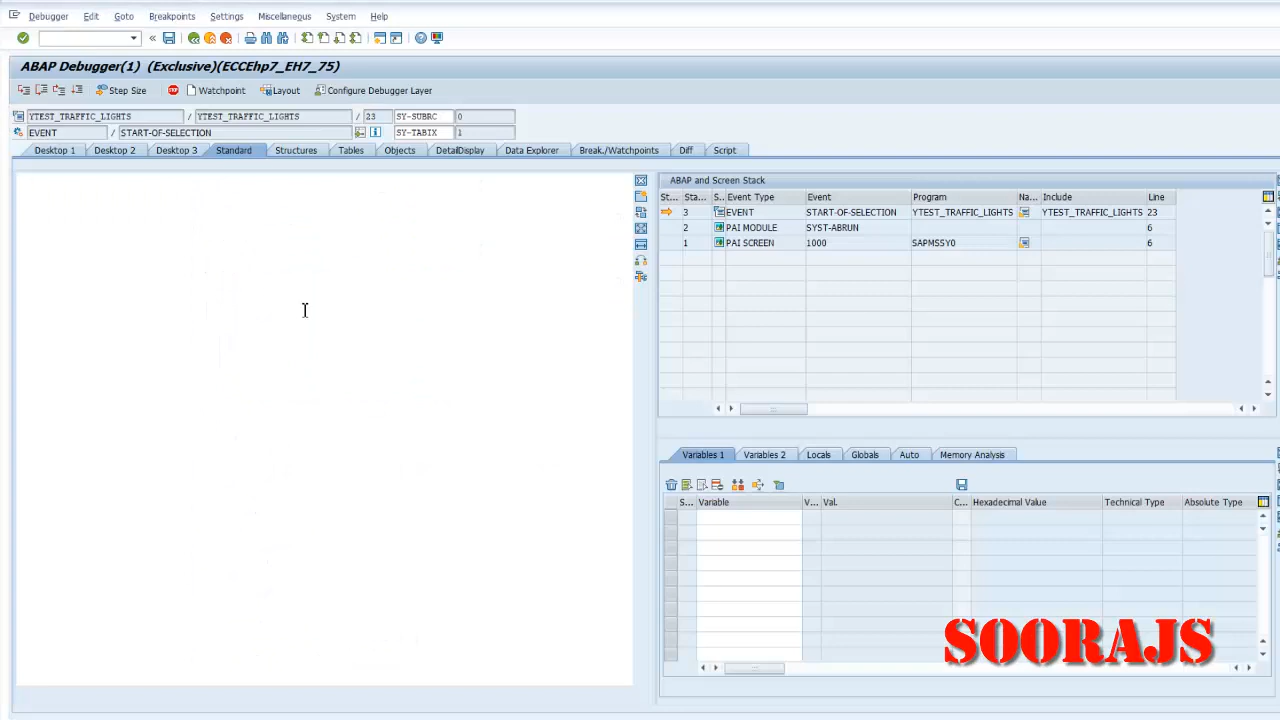 Debugger Edit Goto Breakpoints Settings Miscellaneous System Help
ABAP Debugger(1) (Exclusive)(ECCEhp7_EH7_75)
Step Size Watchpoint Layout Configure Debugger Layer
YTEST_TRAFFIC_LIGHTS / YTEST_TRAFFIC_LIGHTS / 23 SY-SUBRC 0
EVENT / START-OF-SELECTION SY-TABIX 1
Desktop 1 Desktop 2 Desktop 3 Standard Structures Tables Objects DetailDisplay Data Explorer Break./Watchpoints Diff Script
ABAP and Screen Stack
St... Sta... S.. Event Type Event Program Na... Include Line
3 EVENT START-OF-SELECTION YTEST_TRAFFIC_LIGHTS YTEST_TRAFFIC_LIGHTS 23
2 PAI MODULE SYST-ABRUN 6
1 PAI SCREEN 1000 SAPMSSY0 6
Variables 1 Variables 2 Locals Globals Auto Memory Analysis
S... Variable V... Val. C... Hexadecimal Value Technical Type Absolute Type
SOORAJS